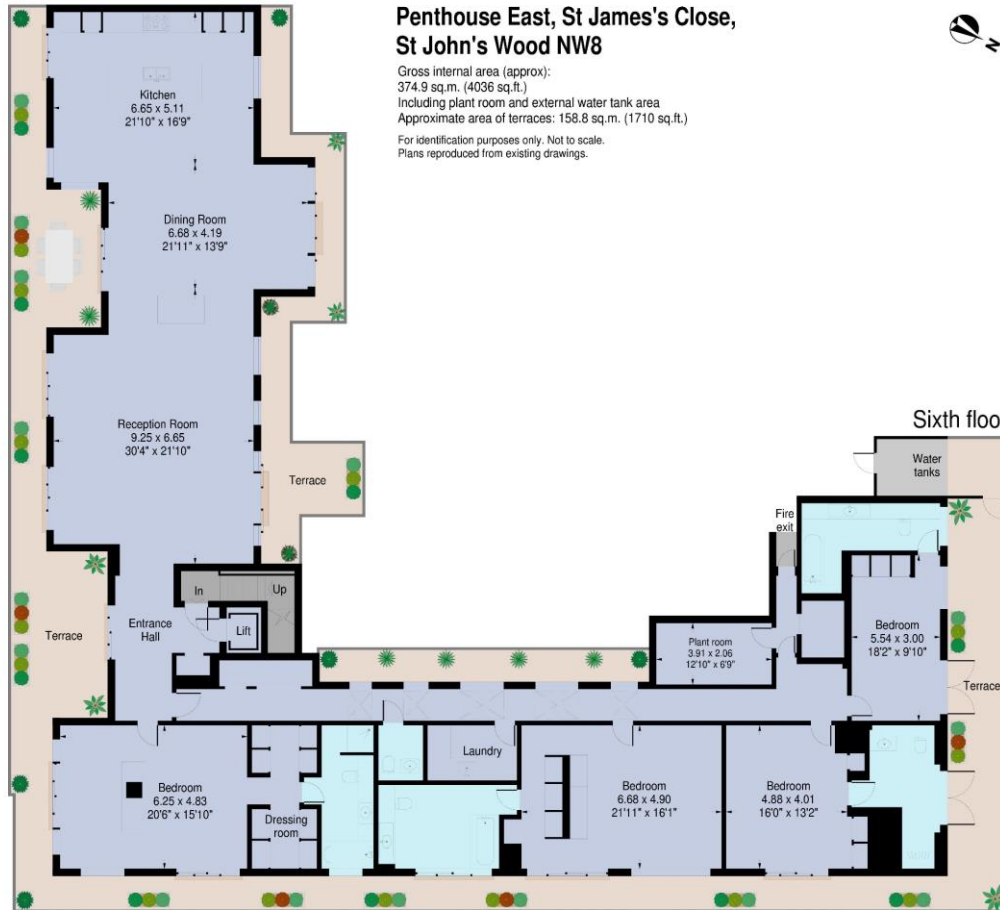 Penthouse East, St James's Close,
St John's Wood NW8
Gross internal area (approx):
374.9 sq.m. (4036 sq.ft.)
Including plant room and external water tank area
Approximate area of terraces: 158.8 sq.m. (1710 sq.ft.)
For identification purposes only. Not to scale.
Plans reproduced from existing drawings.
N
Kitchen
6.65 x 5.11
21'10" x 16'9"
Dining Room
6.68 x 4.19
21'11" x 13'9"
Reception Room
9.25 x 6.65
30'4" x 21'10"
Terrace
Sixth floo
Water
tanks
Fire
exit
In
Up
Lift
Entrance
Hall
Terrace
Plant room
3.91 x 2.06
12'10" x 6'9"
Bedroom
5.54 x 3.00
18'2" x 9'10"
Terrace
Laundry
Bedroom
6.25 x 4.83
20'6" x 15'10"
Dressing
room
Bedroom
6.68 x 4.90
21'11" x 16'1"
Bedroom
4.88 x 4.01
16'0" x 13'2"